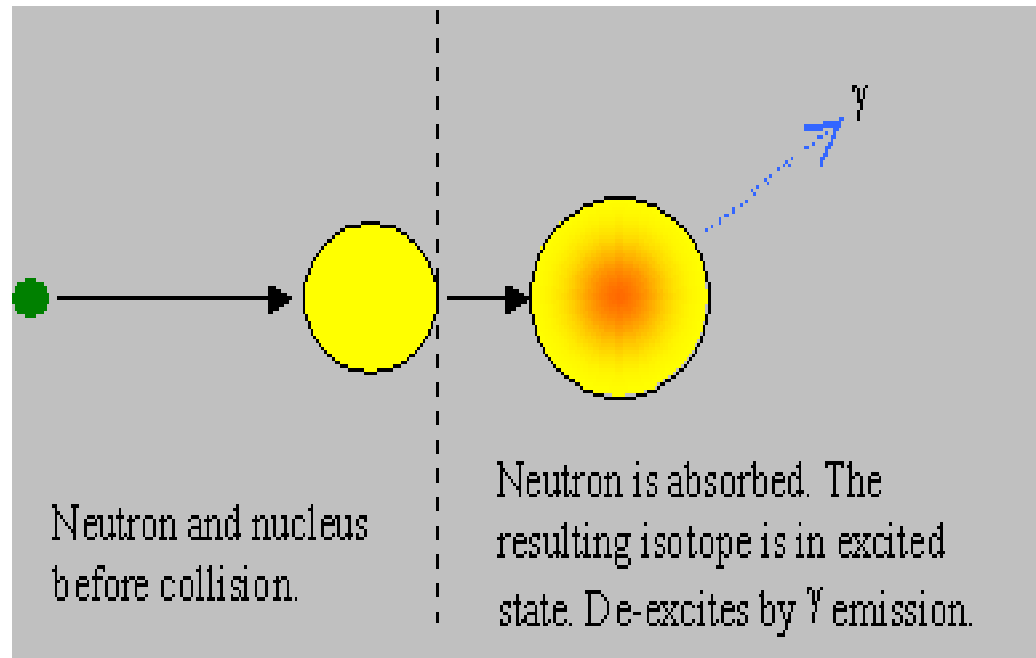 γ
Neutron and nucleus
before collision.
Neutron is absorbed. The
resulting isotope is in excited
state. De-excites by γ emission.